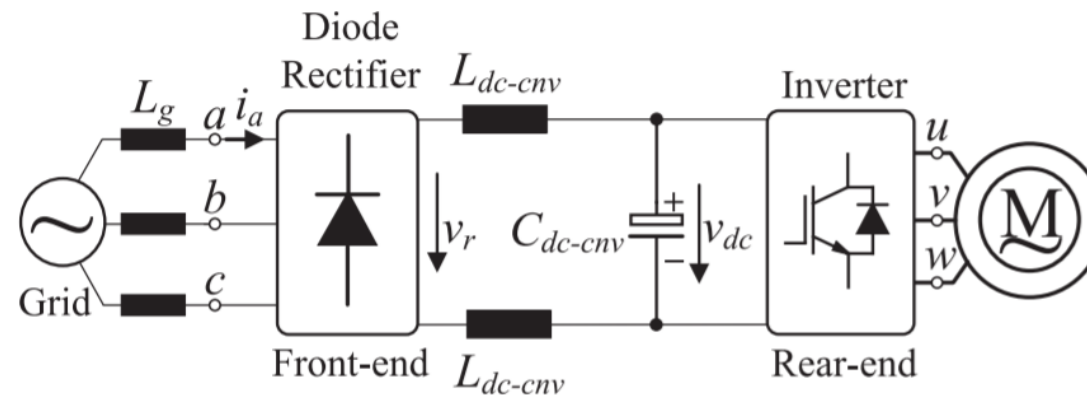 Diode
Rectifier
L_dc-cnv
Inverter
L_g
a
i_a
b
c
Grid
v_r
C_dc-cnv
+
−
v_dc
u
v
w
M
~
Front-end
L_dc-cnv
Rear-end